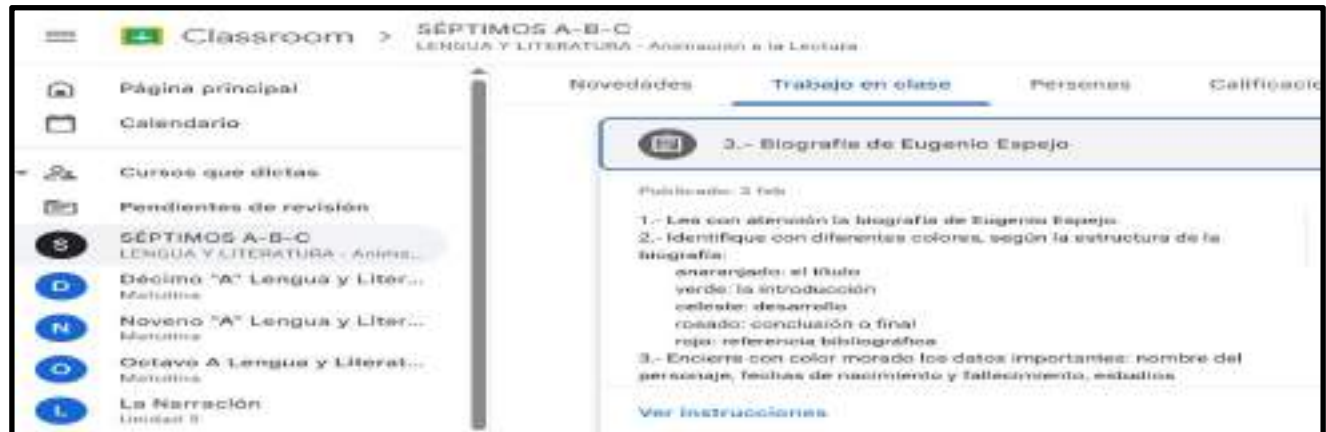 Classroom > SÉPTIMOS A-B-C
LENGUA Y LITERATURA - Animación a la Lectura
Página principal
Calendario
Cursos que dictas
Pendientes de revisión
S SÉPTIMOS A-B-C
LENGUA Y LITERATURA - Anima...
D Décimo "A" Lengua y Liter...
Matutina
N Noveno "A" Lengua y Liter...
Matutina
O Octavo A Lengua y Literat...
Matutina
L La Narración
Unidad 5
Novedades Trabajo en clase Personas Calificacio
3.- Biografía de Eugenio Espejo
Publicado: 3 feb
1.- Lea con atención la biografía de Eugenio Espejo.
2.- Identifique con diferentes colores, según la estructura de la
biografía:
anaranjado: el título
verde: la introducción
celeste: desarrollo
rosado: conclusión o final
rojo: referencia bibliográfica
3.- Encierre con color morado los datos importantes: nombre del
personaje, fechas de nacimiento y fallecimiento, estudios
Ver instrucciones